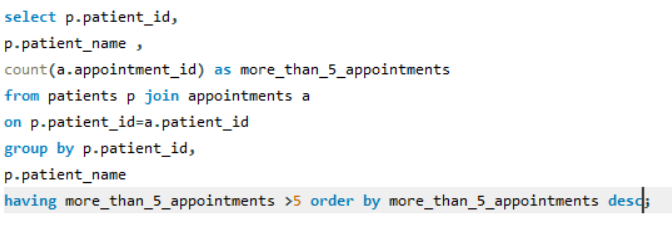 select p.patient_id,
p.patient_name ,
count(a.appointment_id) as more_than_5_appointments
from patients p join appointments a
on p.patient_id=a.patient_id
group by p.patient_id,
p.patient_name
having more_than_5_appointments >5 order by more_than_5_appointments desc;